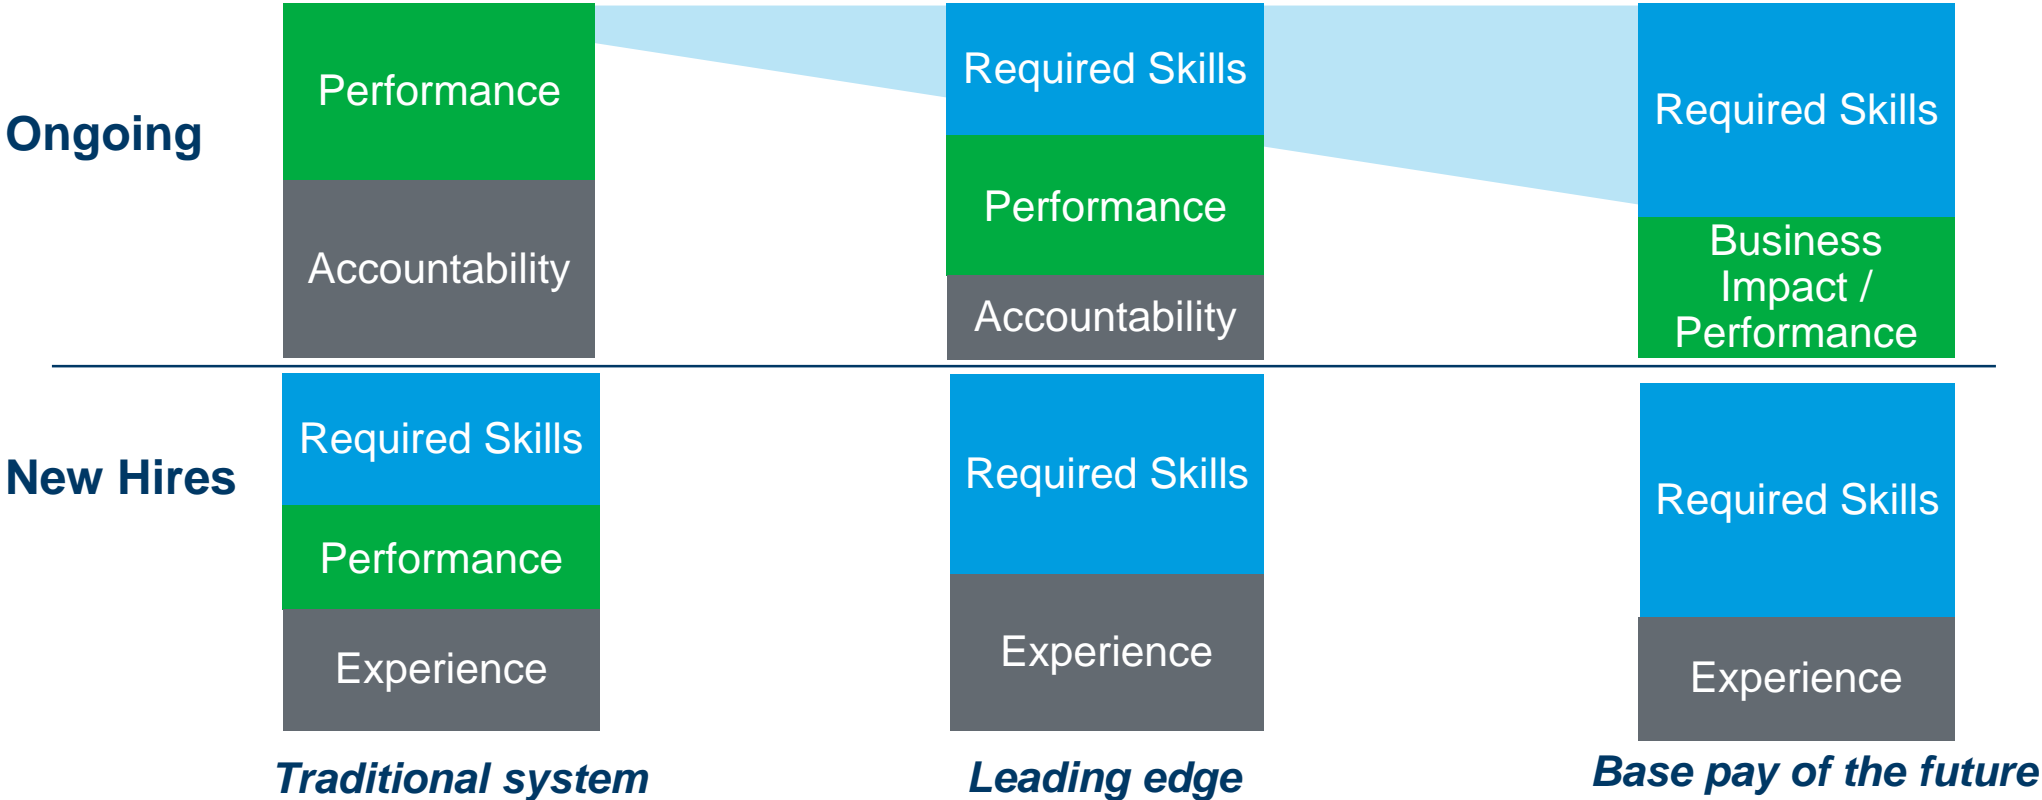 Ongoing
Performance
Accountability
Required Skills
Performance
Accountability
Required Skills
Business
Impact /
Performance
New Hires
Required Skills
Performance
Experience
Required Skills
Experience
Required Skills
Experience
Traditional system
Leading edge
Base pay of the future